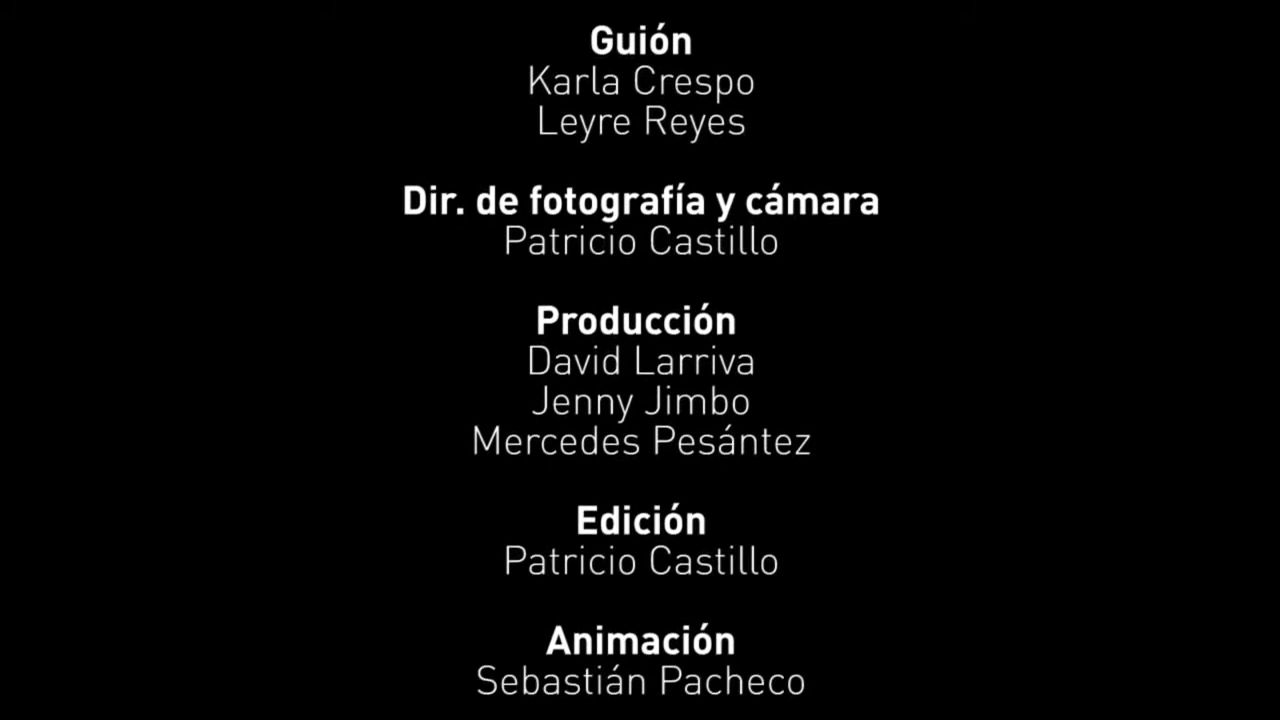 Guión
Karla Crespo
Leyre Reyes
Dir. de fotografía y cámara
Patricio Castillo
Producción
David Larriva
Jenny Jimbo
Mercedes Pesántez
Edición
Patricio Castillo
Animación
Sebastián Pacheco